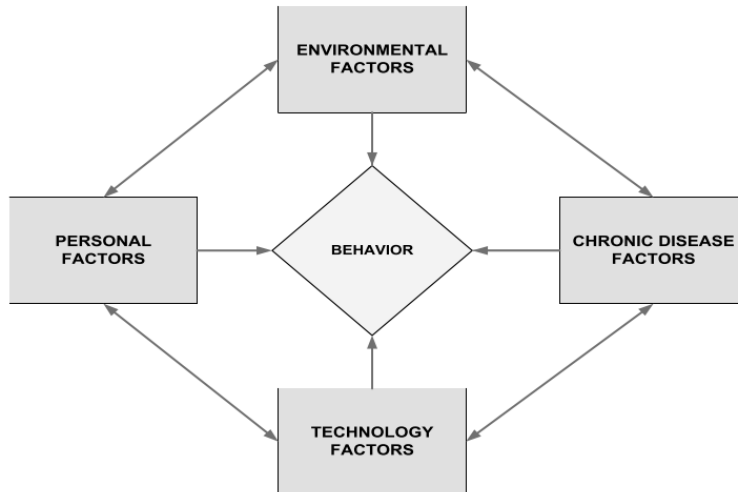 ENVIRONMENTAL
FACTORS
PERSONAL
FACTORS
BEHAVIOR
CHRONIC DISEASE
FACTORS
TECHNOLOGY
FACTORS